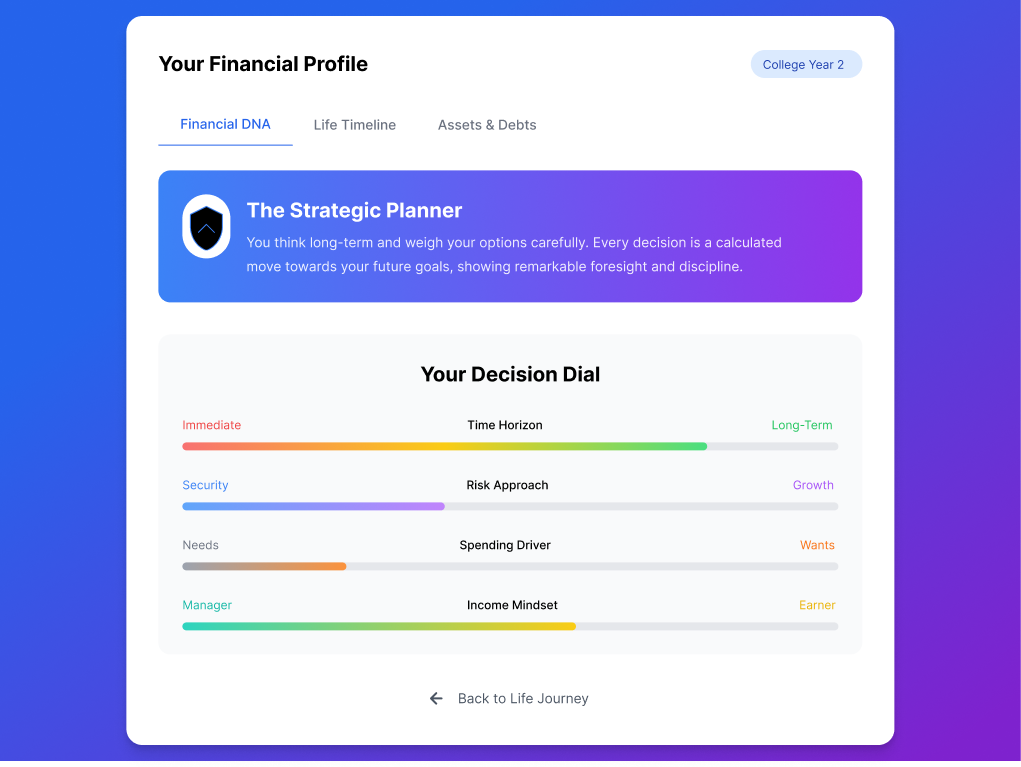 Your Financial Profile
College Year 2
Financial DNA
Life Timeline
Assets & Debts
The Strategic Planner
You think long-term and weigh your options carefully. Every decision is a calculated
move towards your future goals, showing remarkable foresight and discipline.
Your Decision Dial
Immediate
Time Horizon
Long-Term
Security
Risk Approach
Growth
Needs
Spending Driver
Wants
Manager
Income Mindset
Earner
Back to Life Journey